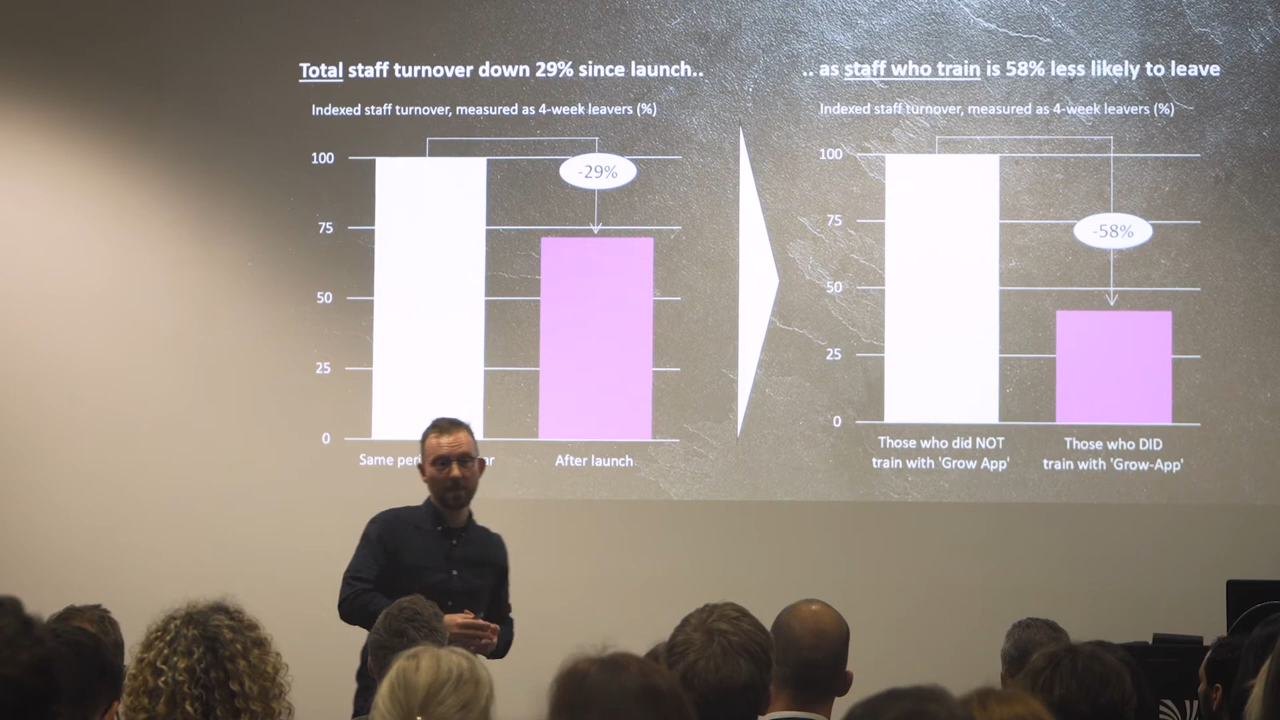 Total staff turnover down 29% since launch..
Indexed staff turnover, measured as 4-week leavers (%)
100
-29%
75
50
25
0
Same
After launch
.. as staff who train is 58% less likely to leave
Indexed staff turnover, measured as 4-week leavers (%)
100
75
-58%
50
25
0
Those who did NOT
train with 'Grow App'
Those who DID
train with 'Grow-App'